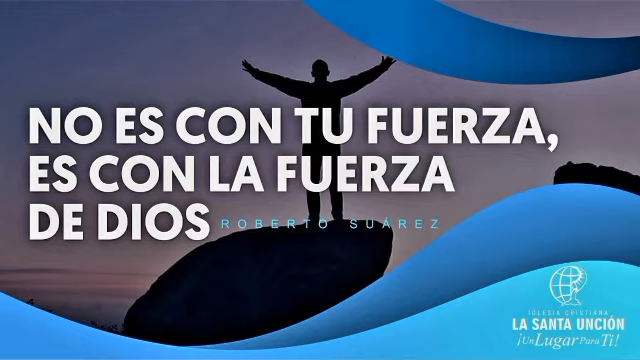 NO ES CON TU FUERZA,
ES CON LA FUERZA
DE DIOS
ROBERTO SUÁREZ
IGLESIA CRISTIANA
LA SANTA UNCIÓN
¡Un Lugar Para Ti!